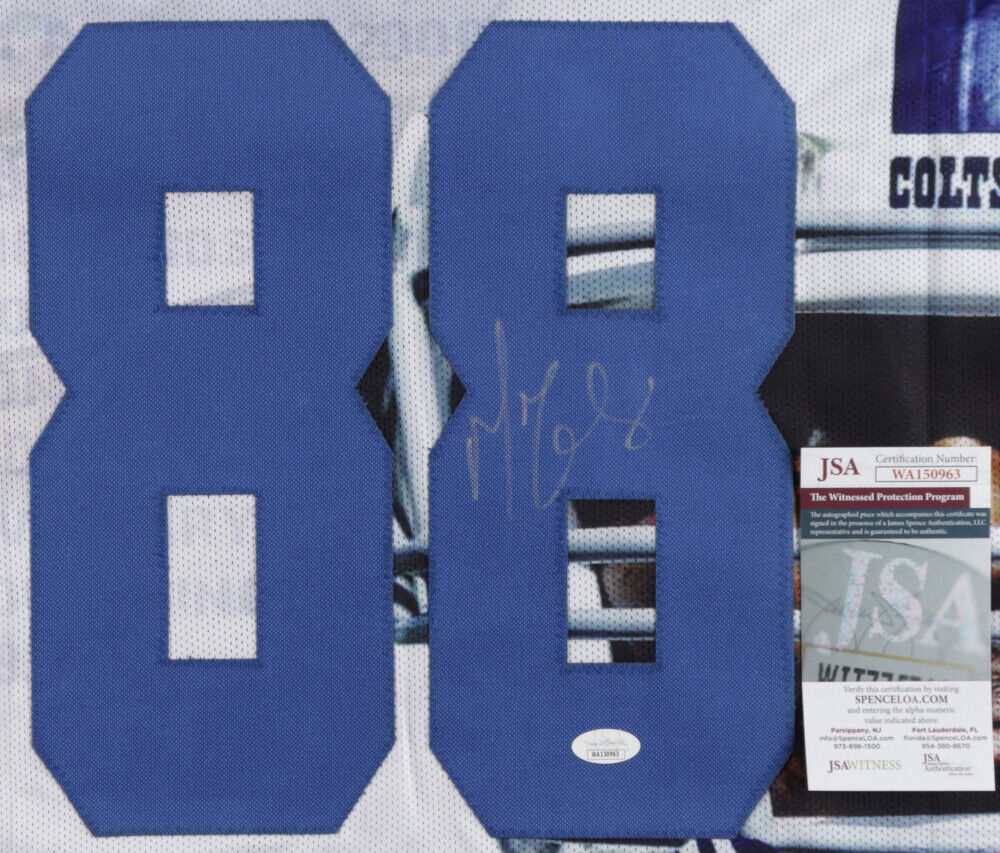 88
COLTS
JSA
Certification Number:
WA150963
The Witnessed Protection Program
The autographed piece which accompanies this certificate was
signed in the presence of a James Spence Authentication, LLC
representative and is guaranteed to be authentic.
JSA
Verify this certification by visiting
SPENCELOA.COM
and entering the alpha-numeric
value indicated above.
Parsippany, NJ Fort Lauderdale, FL
info@SpenceLOA.com florida@SpenceLOA.com
973-898-1300 954-380-8670
JSAWITNESS
JSA
Authentication
WA150963